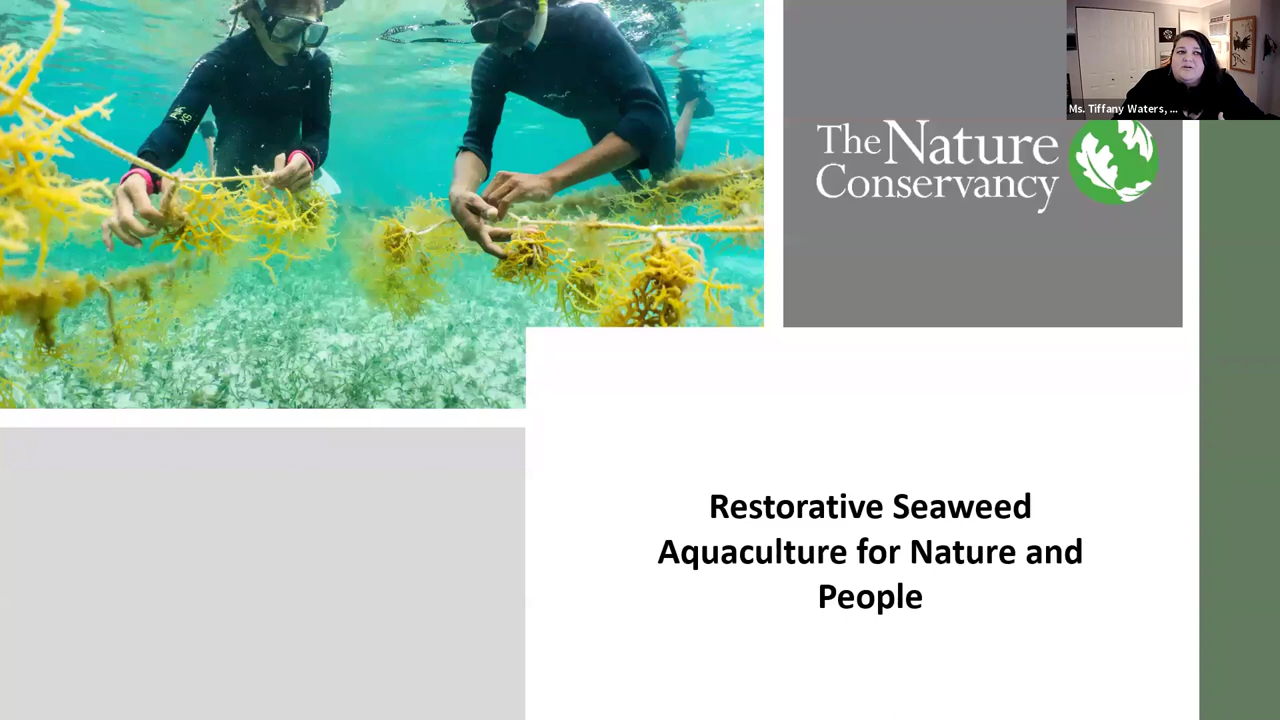 Ms. Tiffany Waters, ...
The Nature
Conservancy
Restorative Seaweed
Aquaculture for Nature and
People